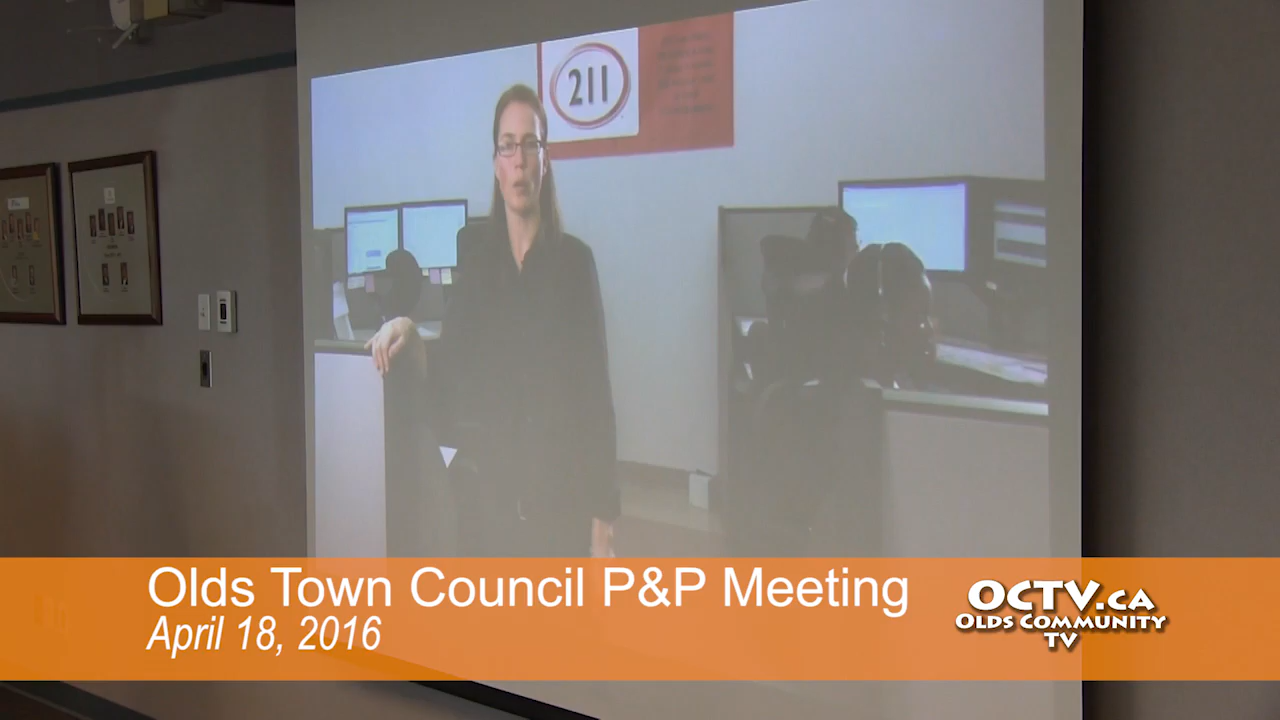 211
Olds Town Council P&P Meeting
April 18, 2016
OCTV.CA
OLDS COMMUNITY
TV